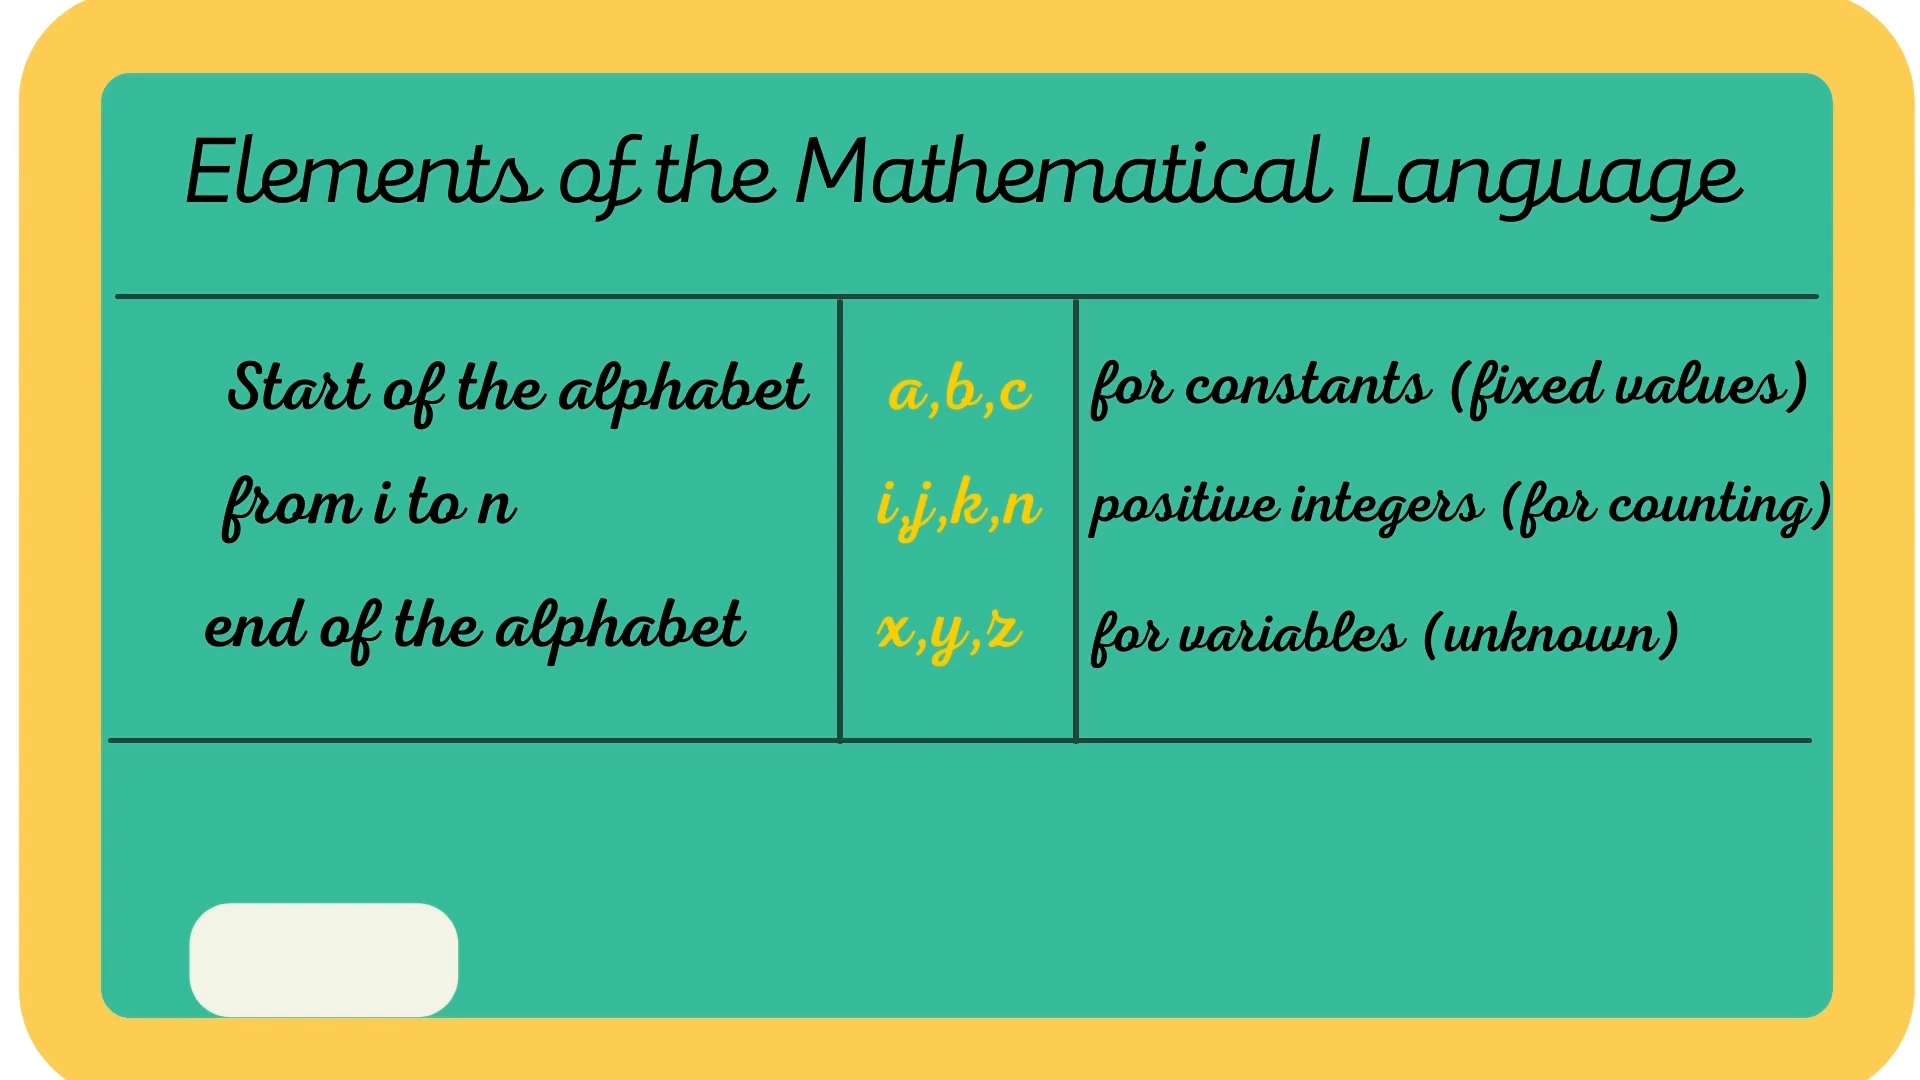 Elements of the Mathematical Language
Start of the alphabet a,b,c for constants (fixed values)
from i to n i,j,k,n positive integers (for counting)
end of the alphabet x,y,z for variables (unknown)